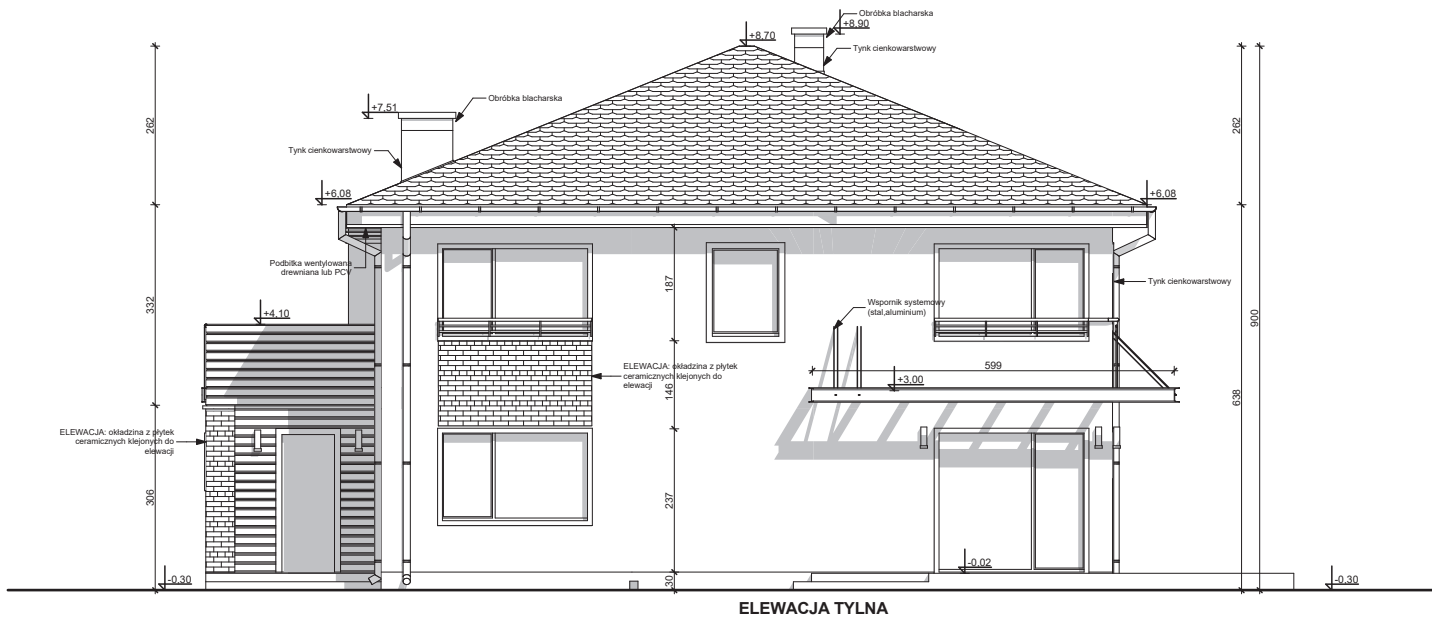 Obróbka blacharska
+8,90
+8,70
Tynk cienkowarstwowy
+7,51
Obróbka blacharska
262
262
Tynk cienkowarstwowy
+6,08
+6,08
Podbitka wentylowana
drewniana lub PCV
187
Tynk cienkowarstwowy
Wspornik systemowy
(stal,aluminium)
332
+4,10
900
599
ELEWACJA: okładzina z płytek
ceramicznych klejonych do
elewacji
+3,00
146
638
ELEWACJA: okładzina z płytek
ceramicznych klejonych do
elewacji
306
237
-0,02
-0,30
30
-0,30
ELEWACJA TYLNA